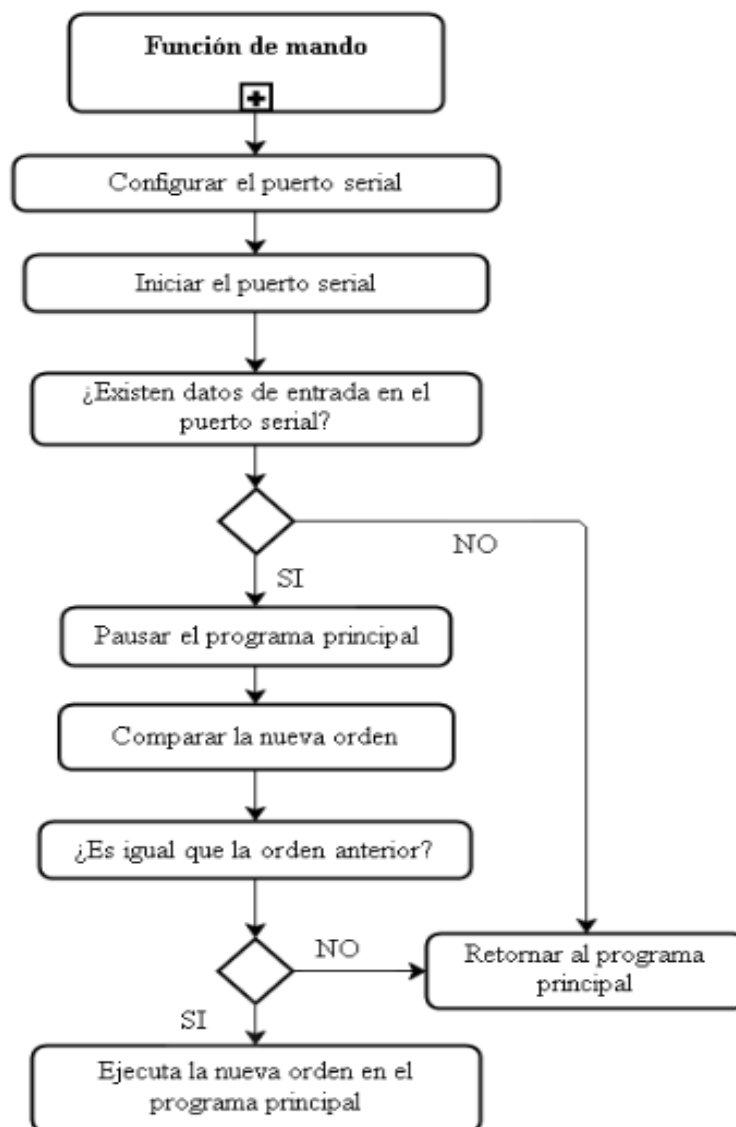 Función de mando
Configurar el puerto serial
Iniciar el puerto serial
¿Existen datos de entrada en el
puerto serial?
NO
SI
Pausar el programa principal
Comparar la nueva orden
¿Es igual que la orden anterior?
NO
Retornar al programa
principal
SI
Ejecuta la nueva orden en el
programa principal